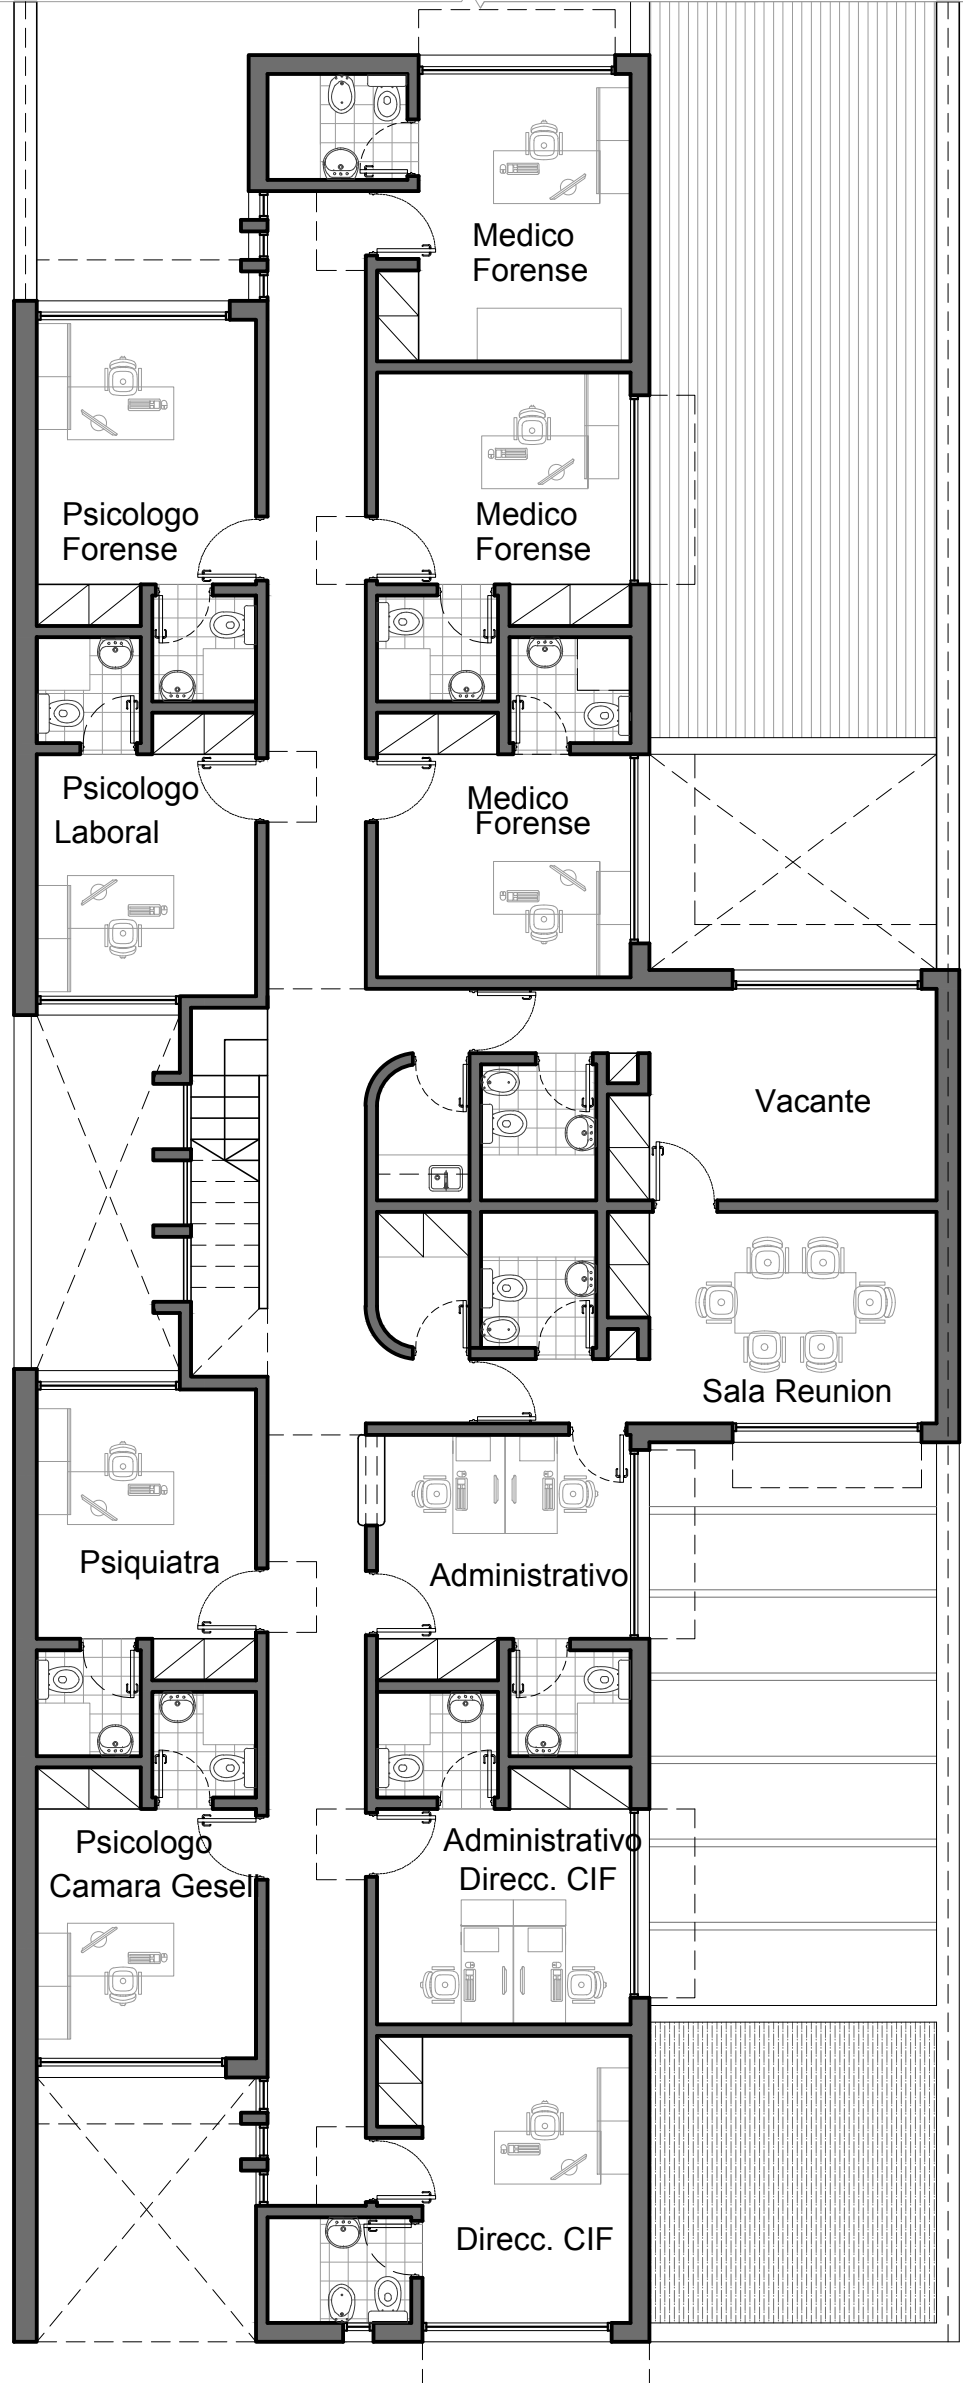 Medico
Forense
Psicologo
Forense
Medico
Forense
Psicologo
Laboral
Medico
Forense
Vacante
Sala Reunion
Psiquiatra
Administrativo
Psicologo
Camara Gesel
Administrativo
Direcc. CIF
Direcc. CIF